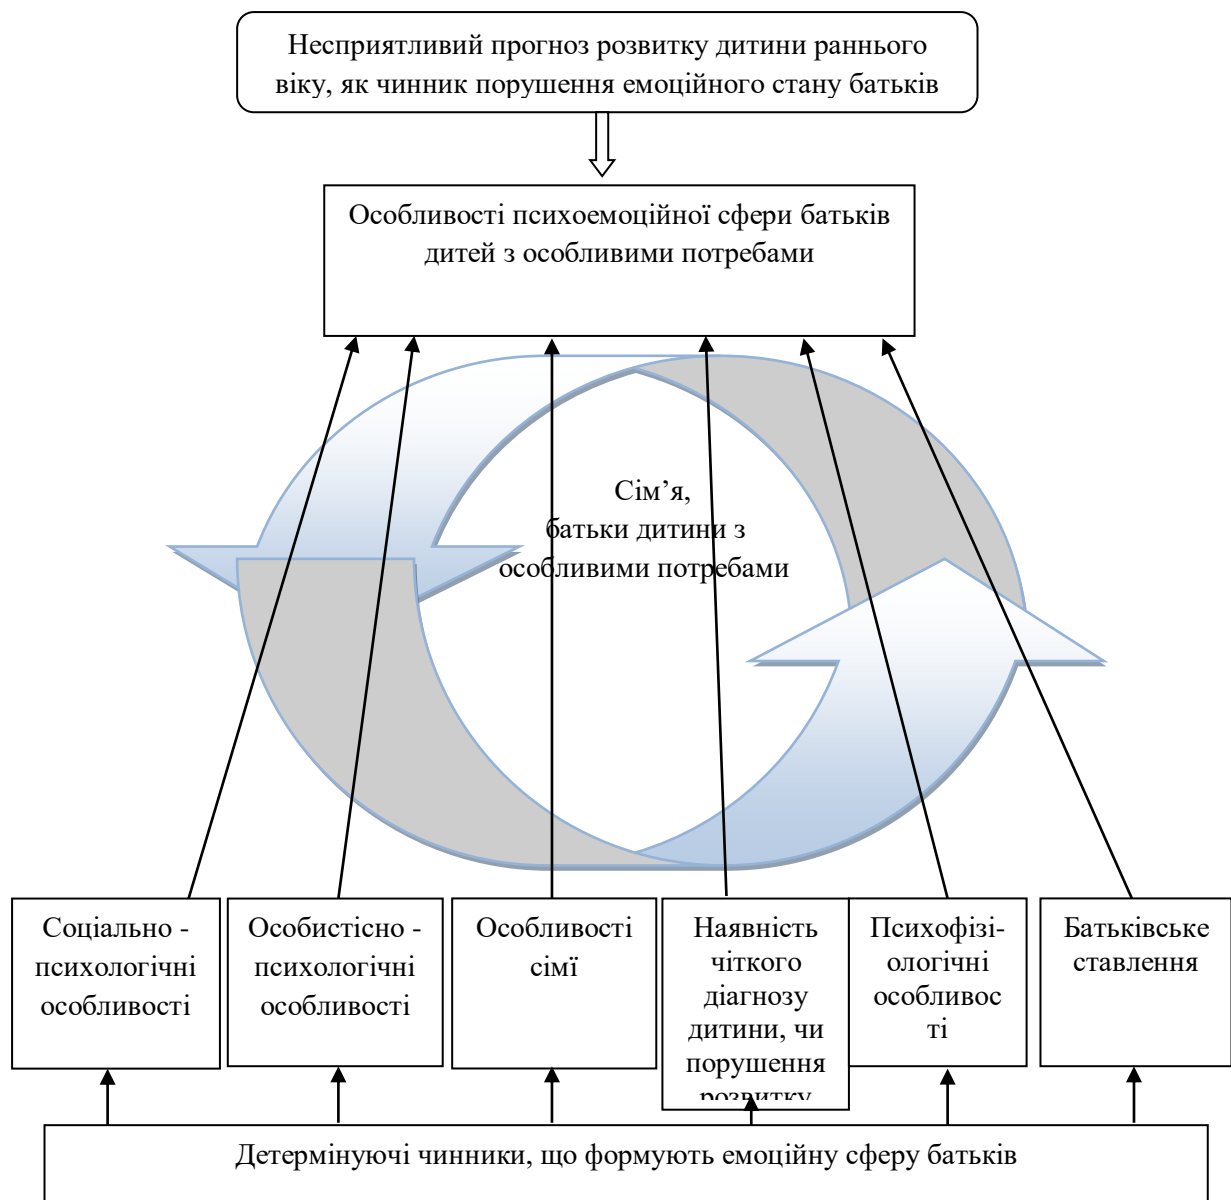 Несприятливий прогноз розвитку дитини раннього
віку, як чинник порушення емоційного стану батьків
Особливості психоемоційної сфери батьків
дитей з особливими потребами
Сім’я,
батьки дитини з
особливими потребами
Соціально -
психологічні
особливості
Особистісно -
психологічні
особливості
Особливості
сімї
Наявність
чіткого
діагнозу
дитини, чи
порушення
розвитку
Психофізі-
ологічні
особливос
ті
Батьківське
ставлення
Детермінуючі чинники, що формують емоційну сферу батьків